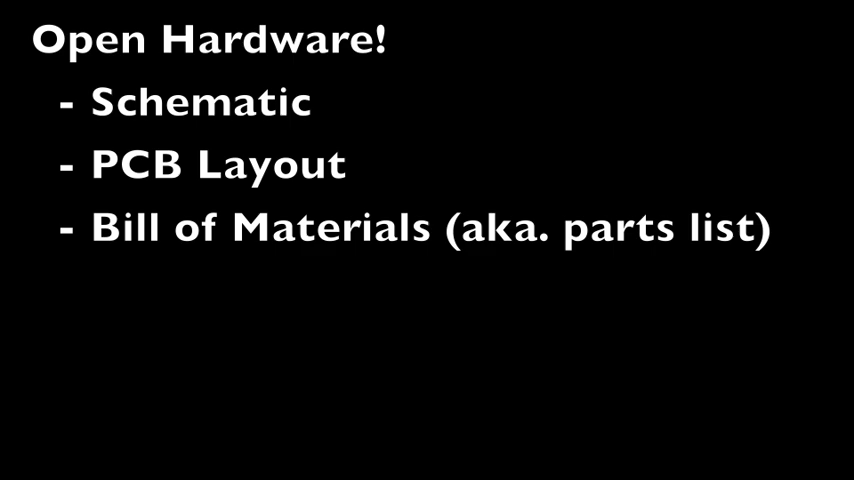 Open Hardware!
- Schematic
- PCB Layout
- Bill of Materials (aka. parts list)